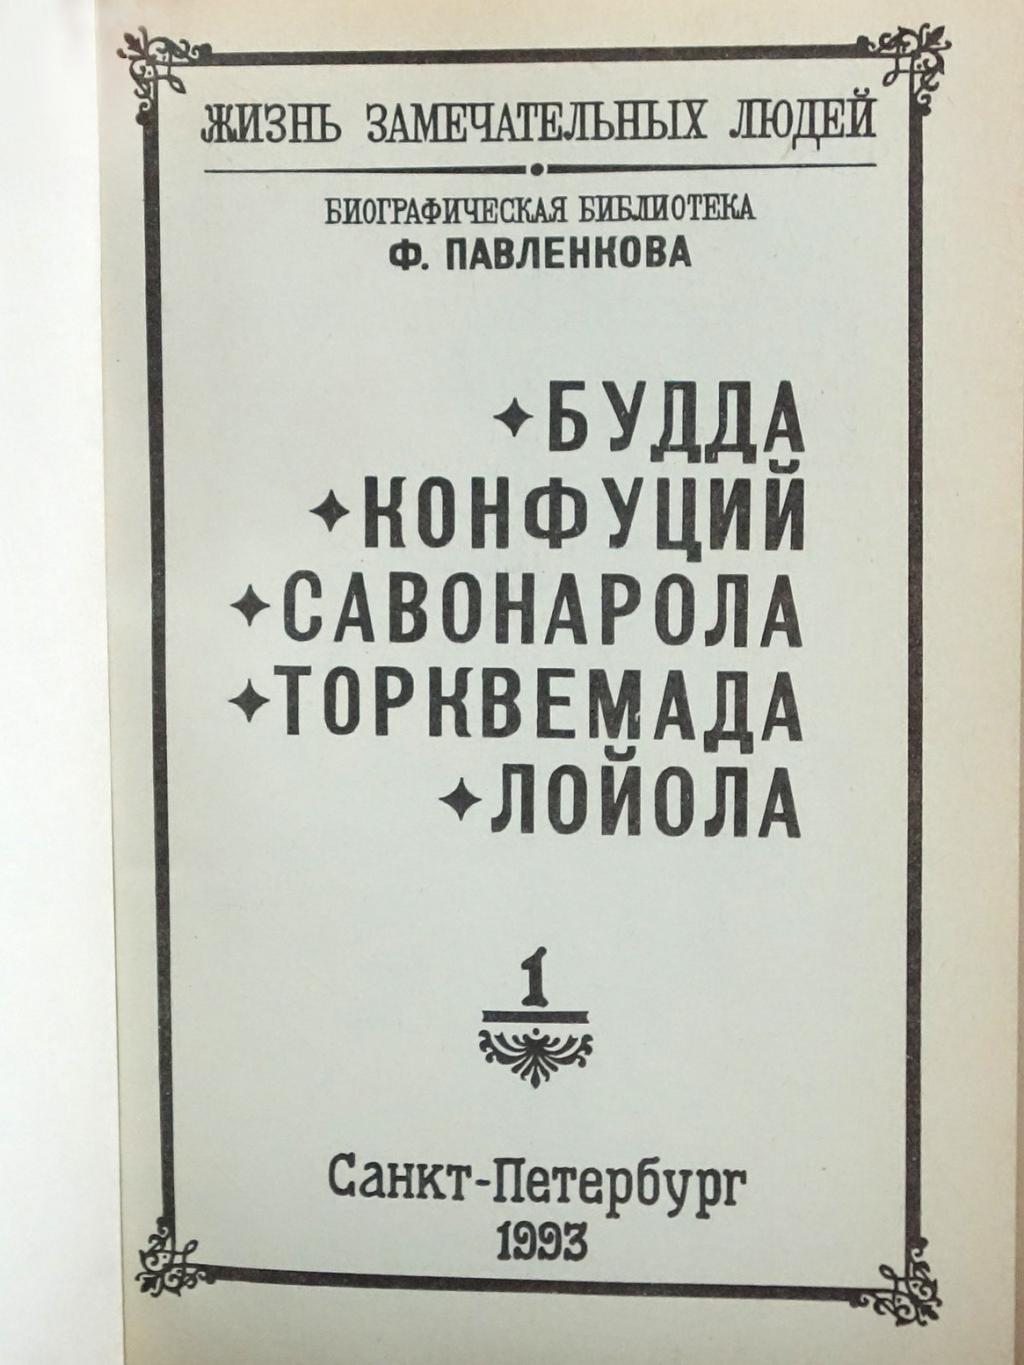 ЖИЗНЬ ЗАМЕЧАТЕЛЬНЫХ ЛЮДЕЙ
БИОГРАФИЧЕСКАЯ БИБЛИОТЕКА
Ф. ПАВЛЕНКОВА
✦БУДДА
✦КОНФУЦИЙ
✦САВОНАРОЛА
✦ТОРКВЕМАДА
✦ЛОЙОЛА
1
Санкт-Петербург
1993